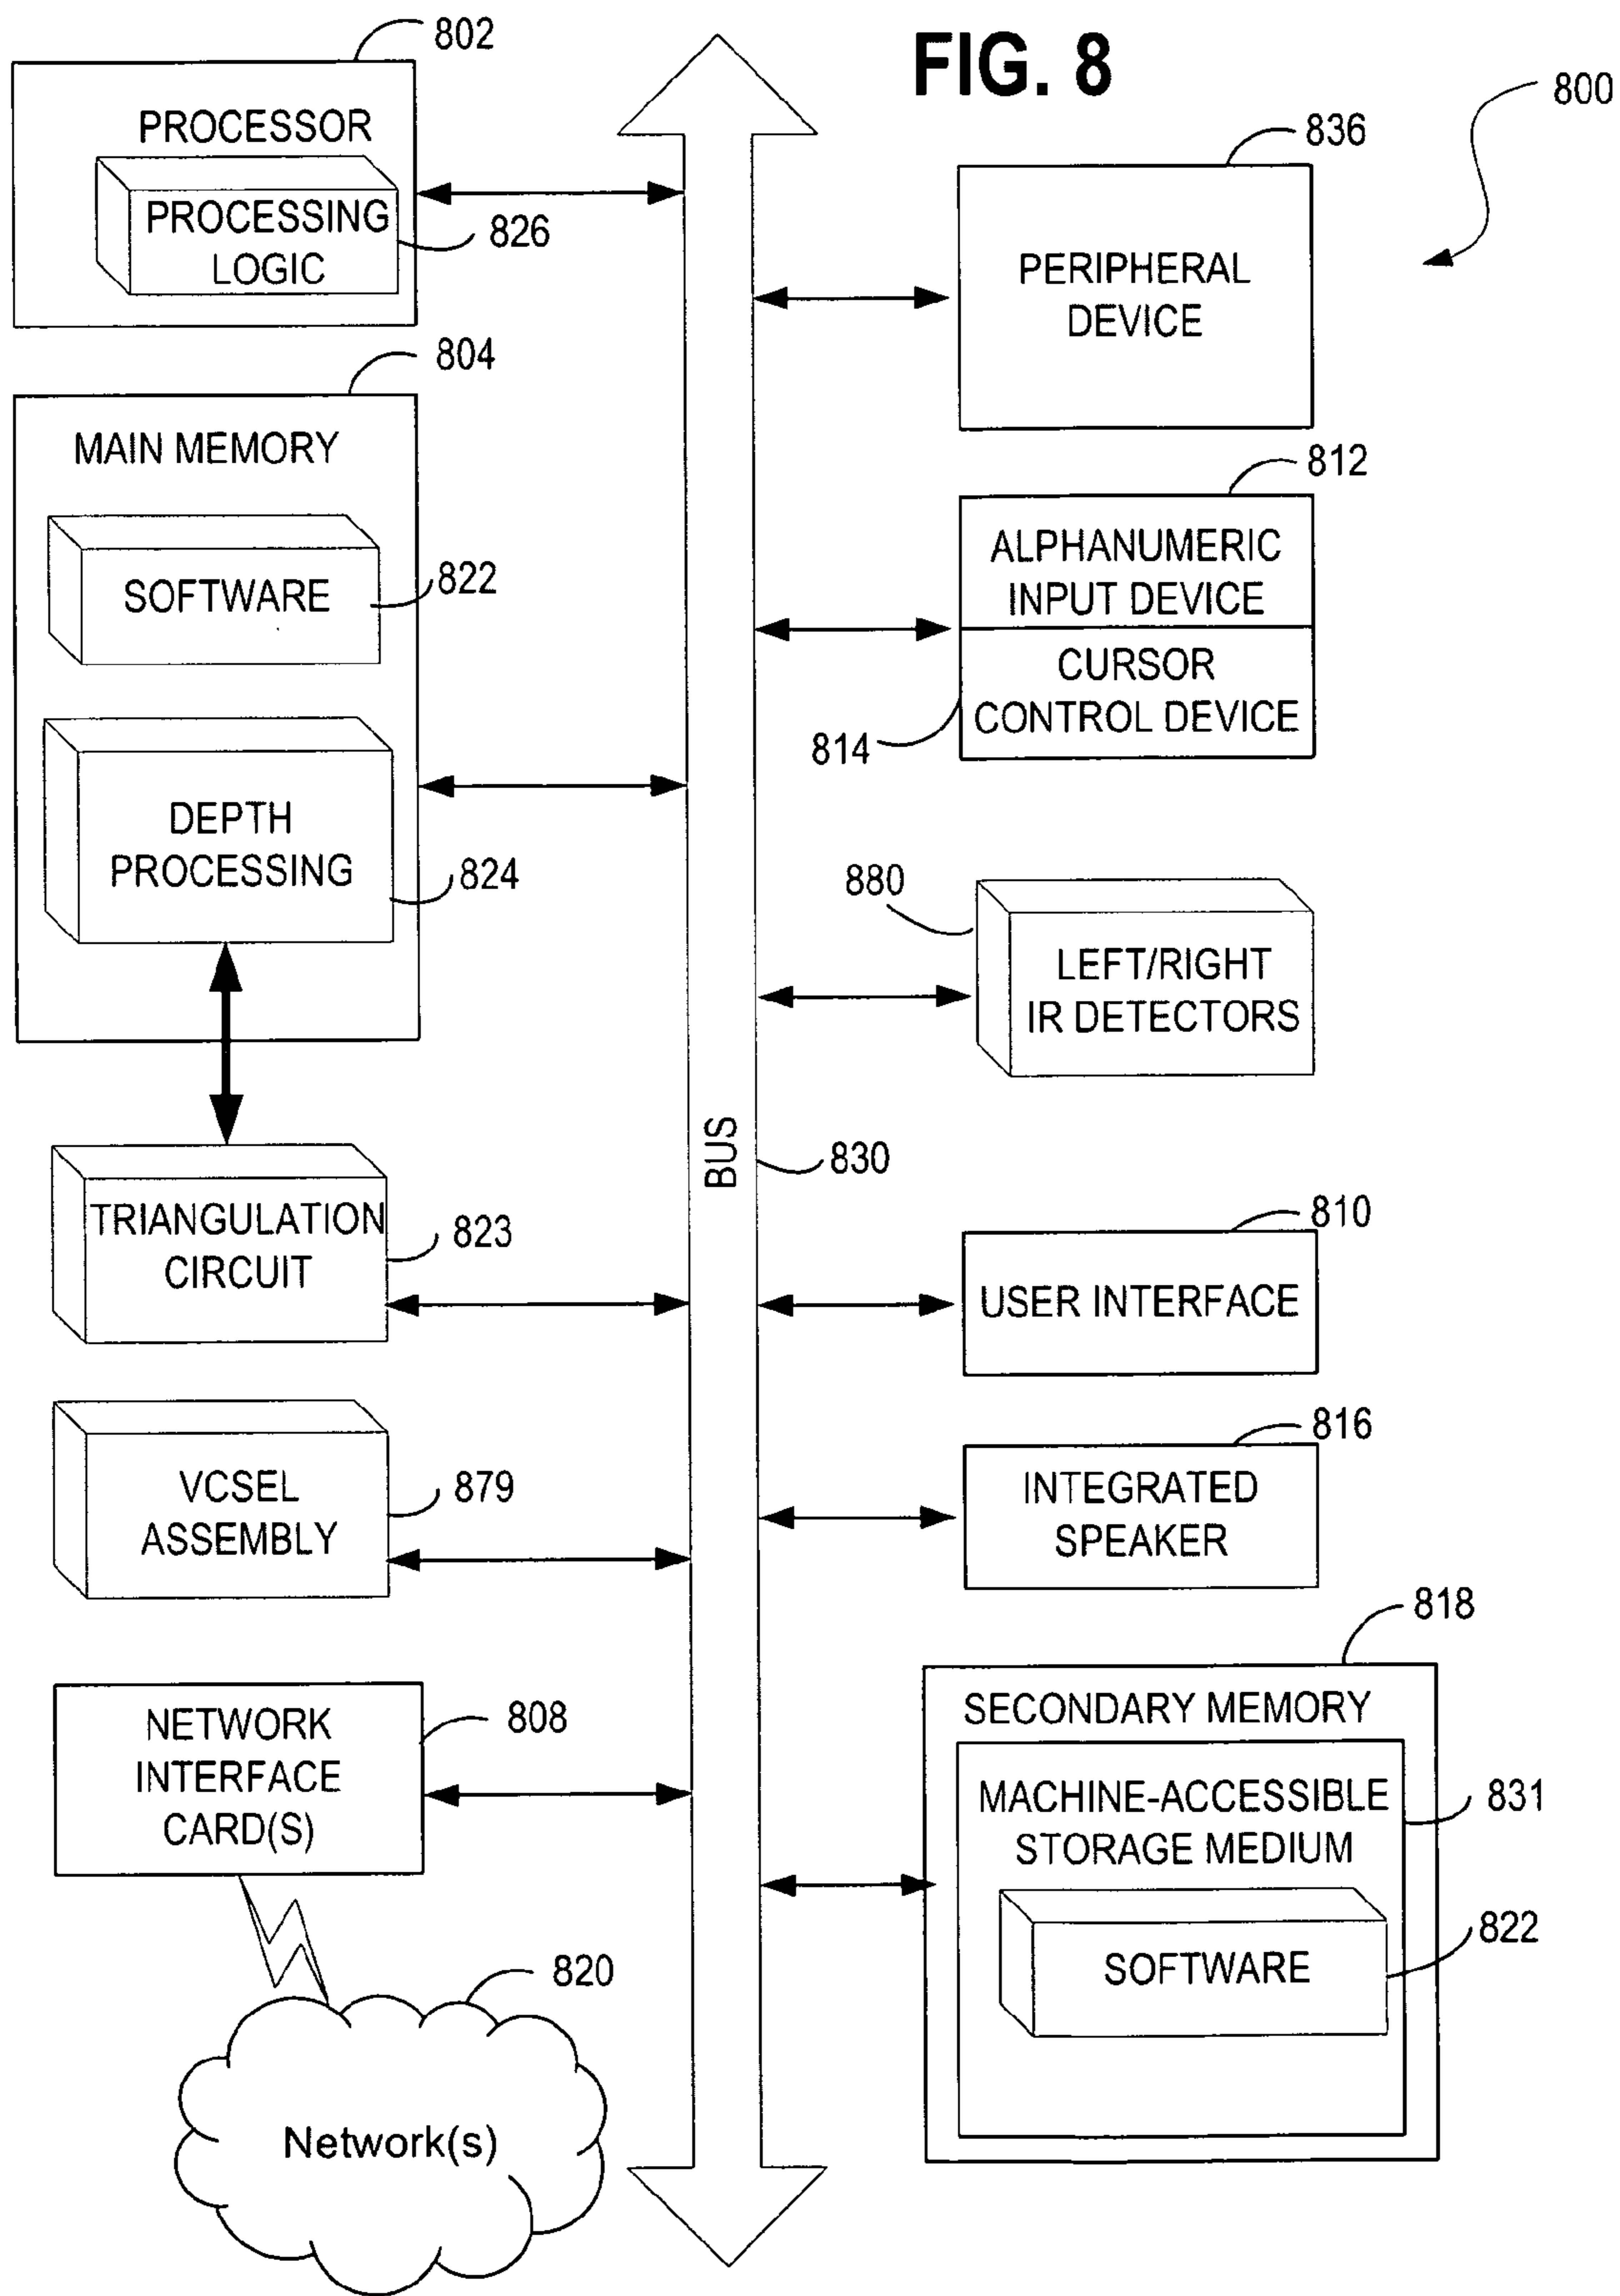 FIG. 8
800
802
PROCESSOR
PROCESSING
LOGIC
826
804
MAIN MEMORY
SOFTWARE
822
DEPTH
PROCESSING
824
TRIANGULATION
CIRCUIT
823
VCSEL
ASSEMBLY
879
NETWORK
INTERFACE
CARD(S)
808
820
Network(s)
BUS
830
836
PERIPHERAL
DEVICE
812
ALPHANUMERIC
INPUT DEVICE
CURSOR
CONTROL DEVICE
814
880
LEFT/RIGHT
IR DETECTORS
810
USER INTERFACE
816
INTEGRATED
SPEAKER
818
SECONDARY MEMORY
MACHINE-ACCESSIBLE
STORAGE MEDIUM
831
SOFTWARE
822